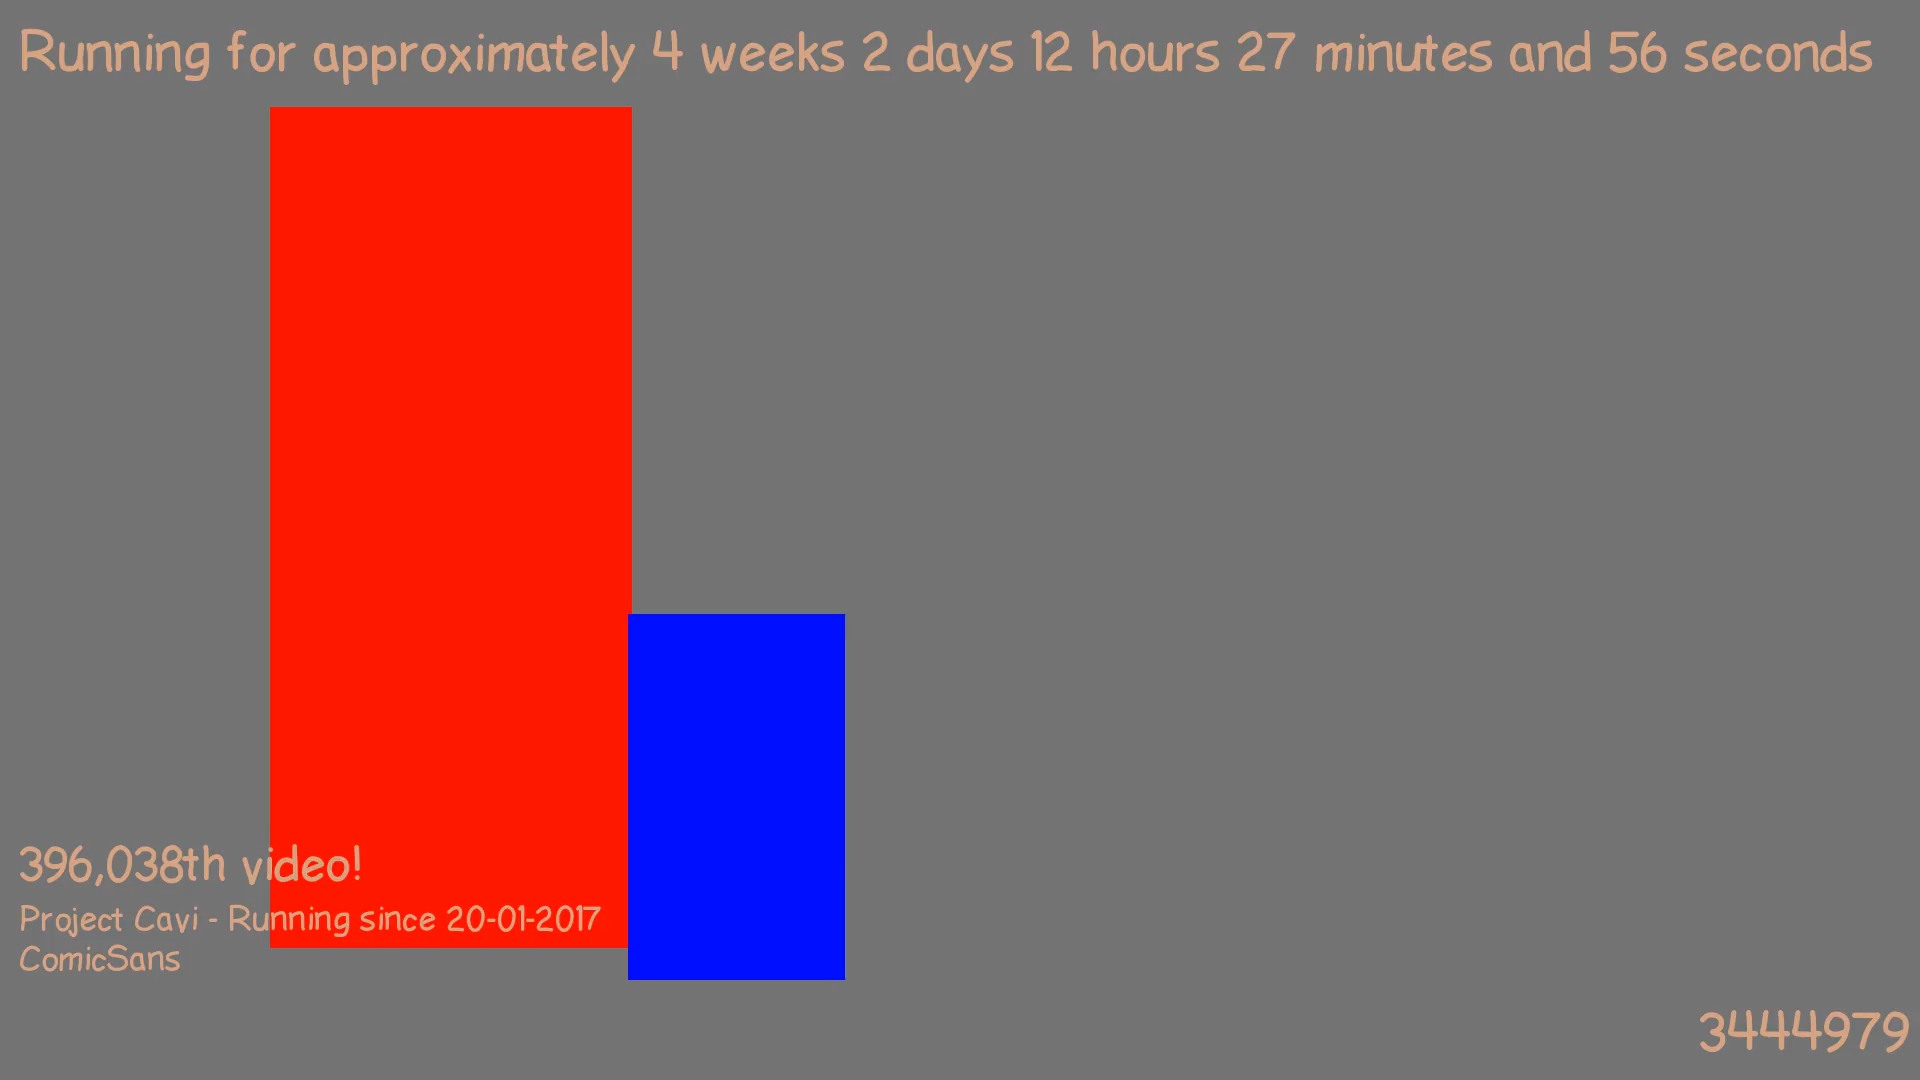 Running for approximately 4 weeks 2 days 12 hours 27 minutes and 56 seconds
396,038th video!
Project Cavi - Running since 20-01-2017
ComicSans
3444979